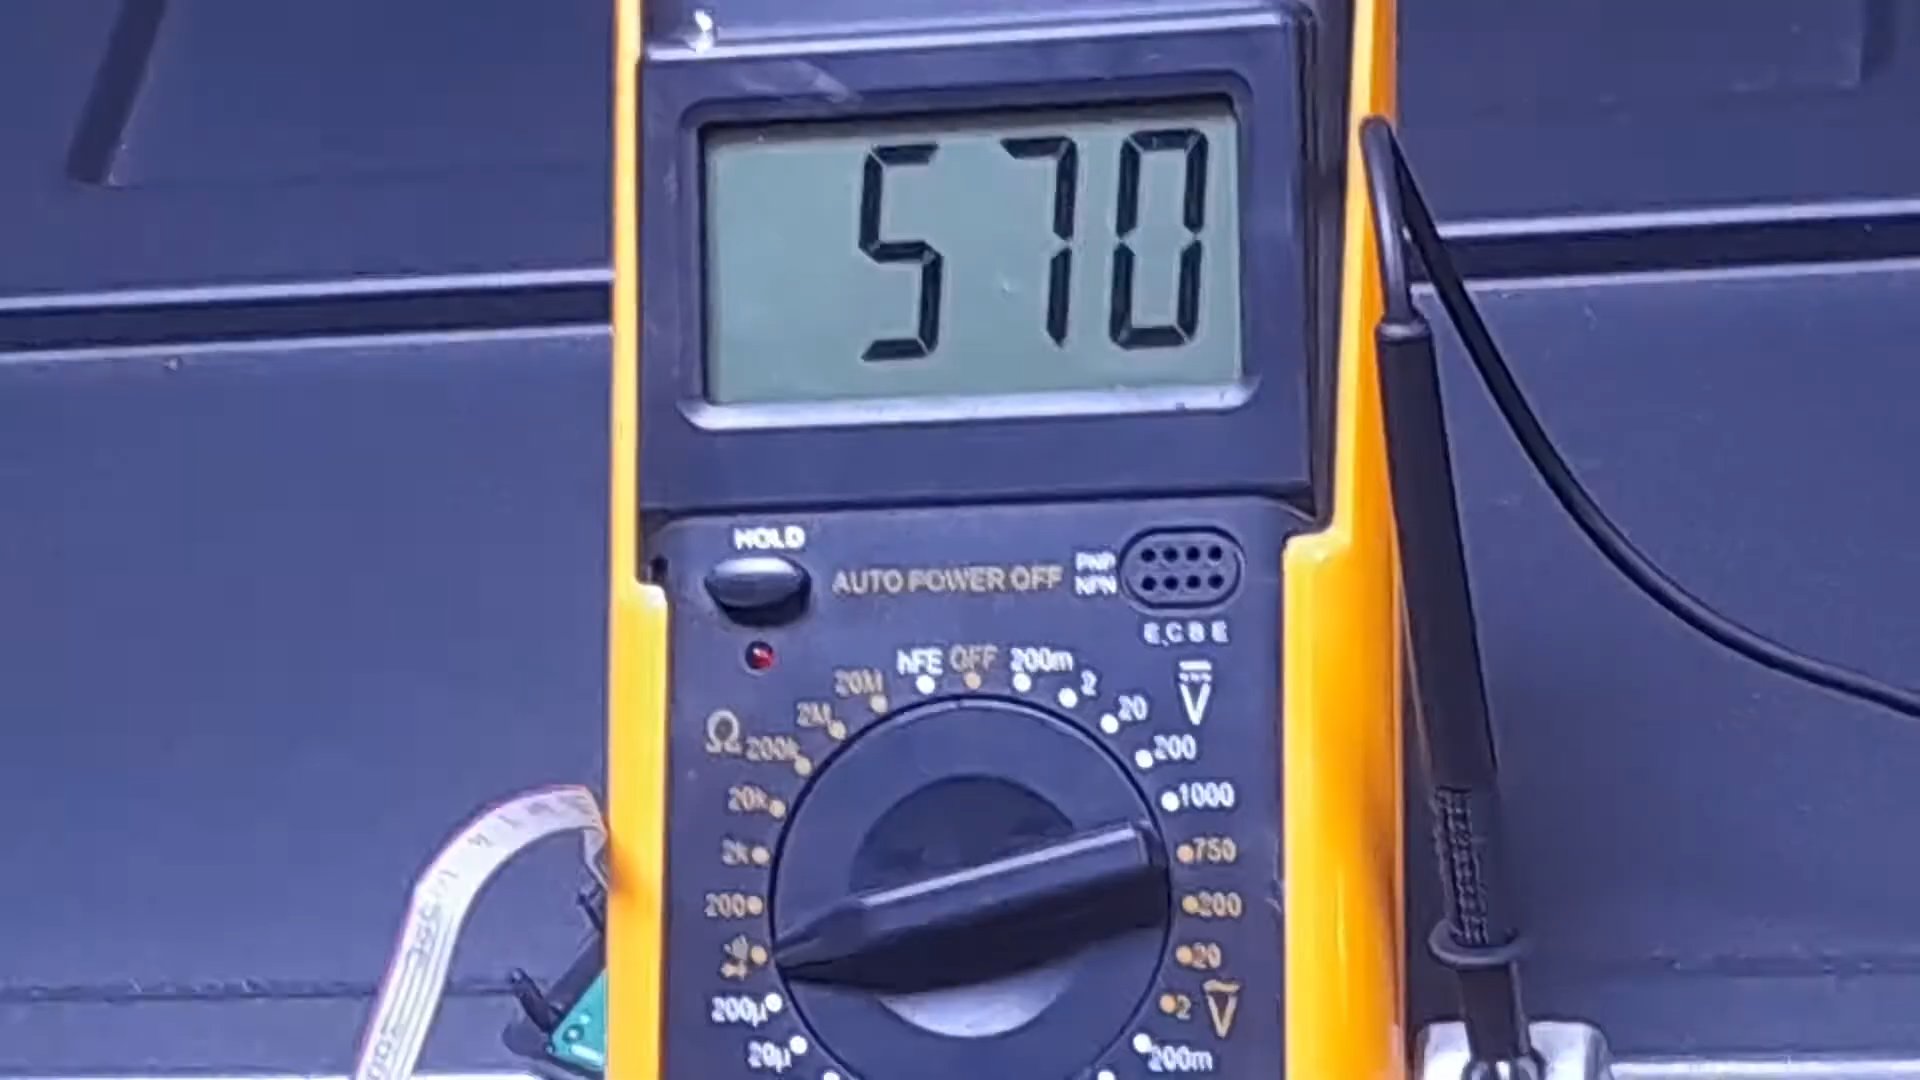 570
HOLD
AUTO POWER OFF
PNP
NPN
E C B E
hFE OFF 200m
20M
2
2M
20
V
Ω
200k
200
20k
1000
2k
750
200
200
20
200µ
2
V
20µ
200m